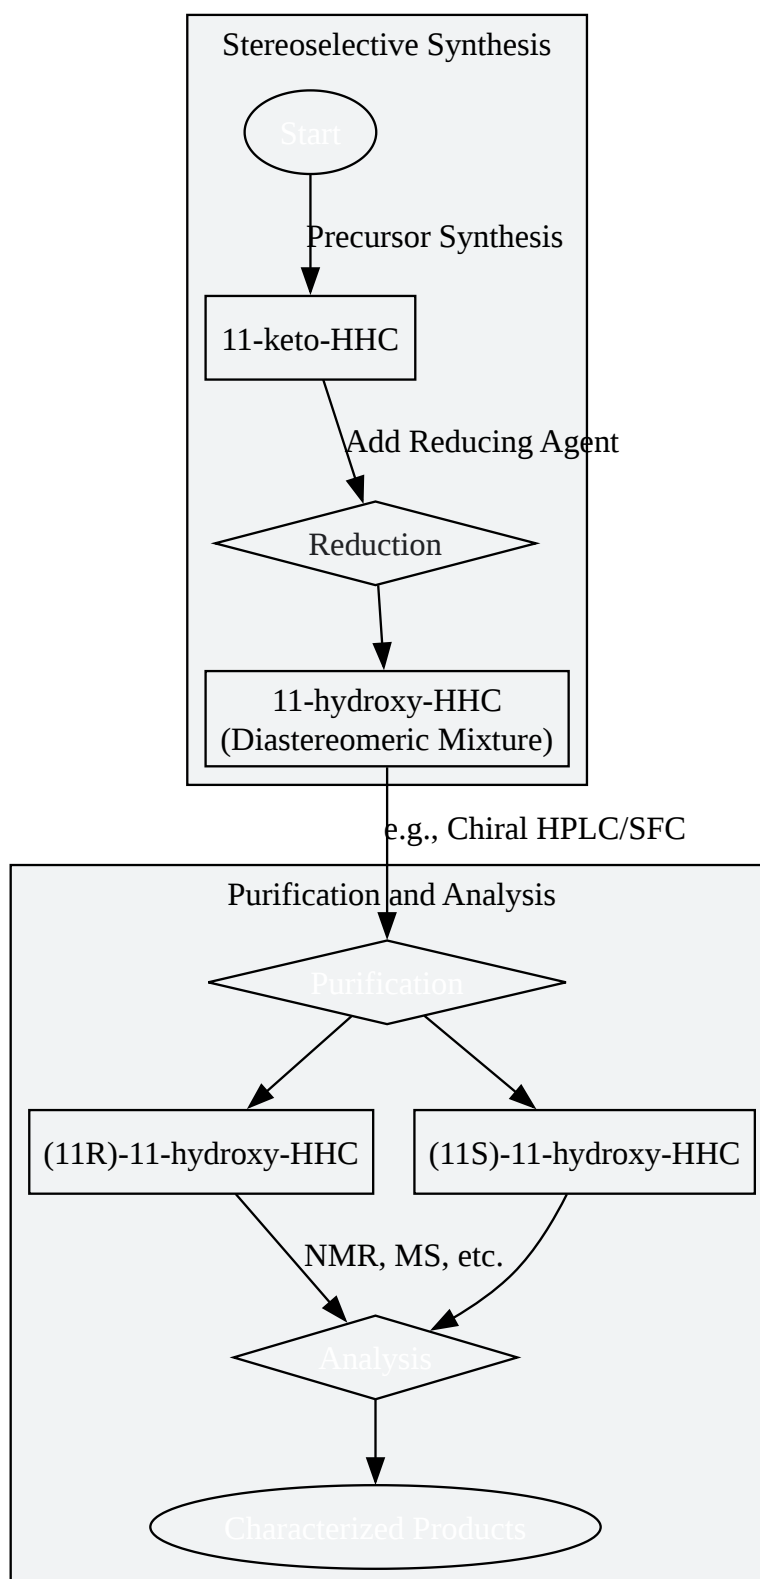 Stereoselective Synthesis
Start
Precursor Synthesis
11-keto-HHC
Add Reducing Agent
Reduction
11-hydroxy-HHC
(Diastereomeric Mixture)
e.g., Chiral HPLC/SFC
Purification and Analysis
Purification
(11R)-11-hydroxy-HHC
(11S)-11-hydroxy-HHC
NMR, MS, etc.
Analysis
Characterized Products